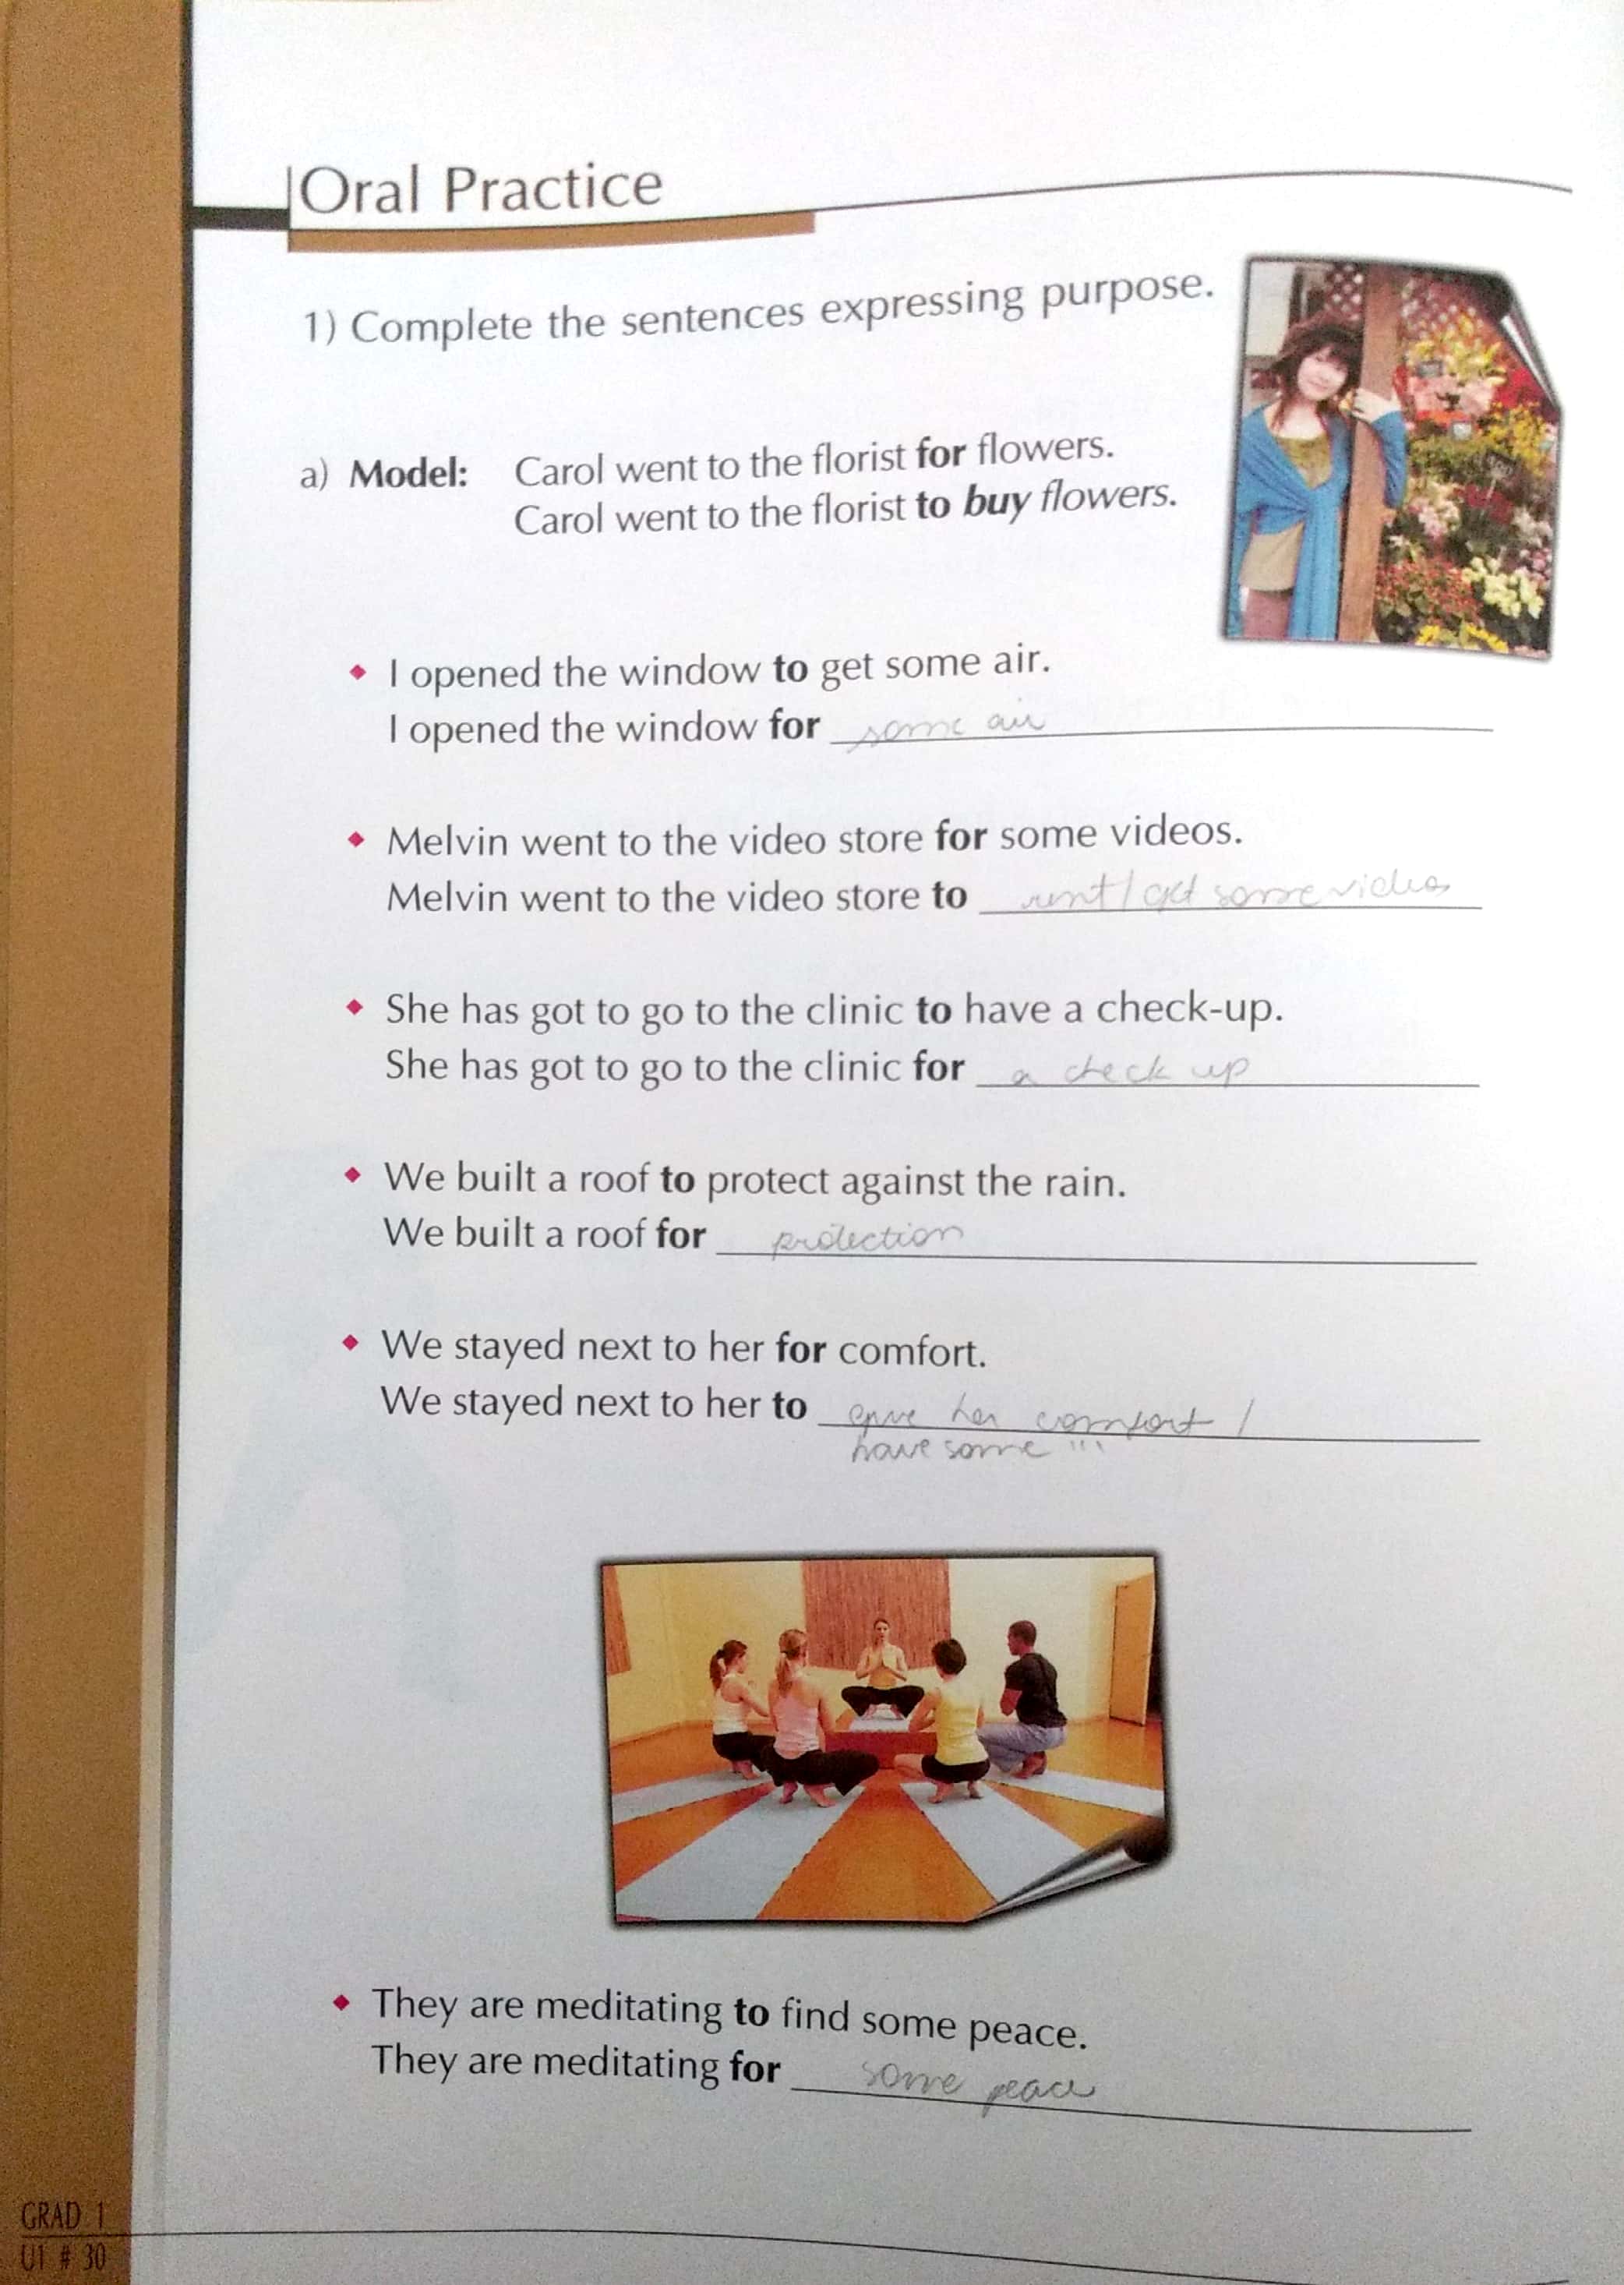 Oral Practice
1) Complete the sentences expressing purpose.
a) Model: Carol went to the florist for flowers.
Carol went to the florist to buy flowers.
◆ I opened the window to get some air.
I opened the window for some air
◆ Melvin went to the video store for some videos.
Melvin went to the video store to rent / get some videos
◆ She has got to go to the clinic to have a check-up.
She has got to go to the clinic for a check up
◆ We built a roof to protect against the rain.
We built a roof for protection
◆ We stayed next to her for comfort.
We stayed next to her to give her comfort /
have some '''
◆ They are meditating to find some peace.
They are meditating for some peace
GRAD 1
U1 # 30